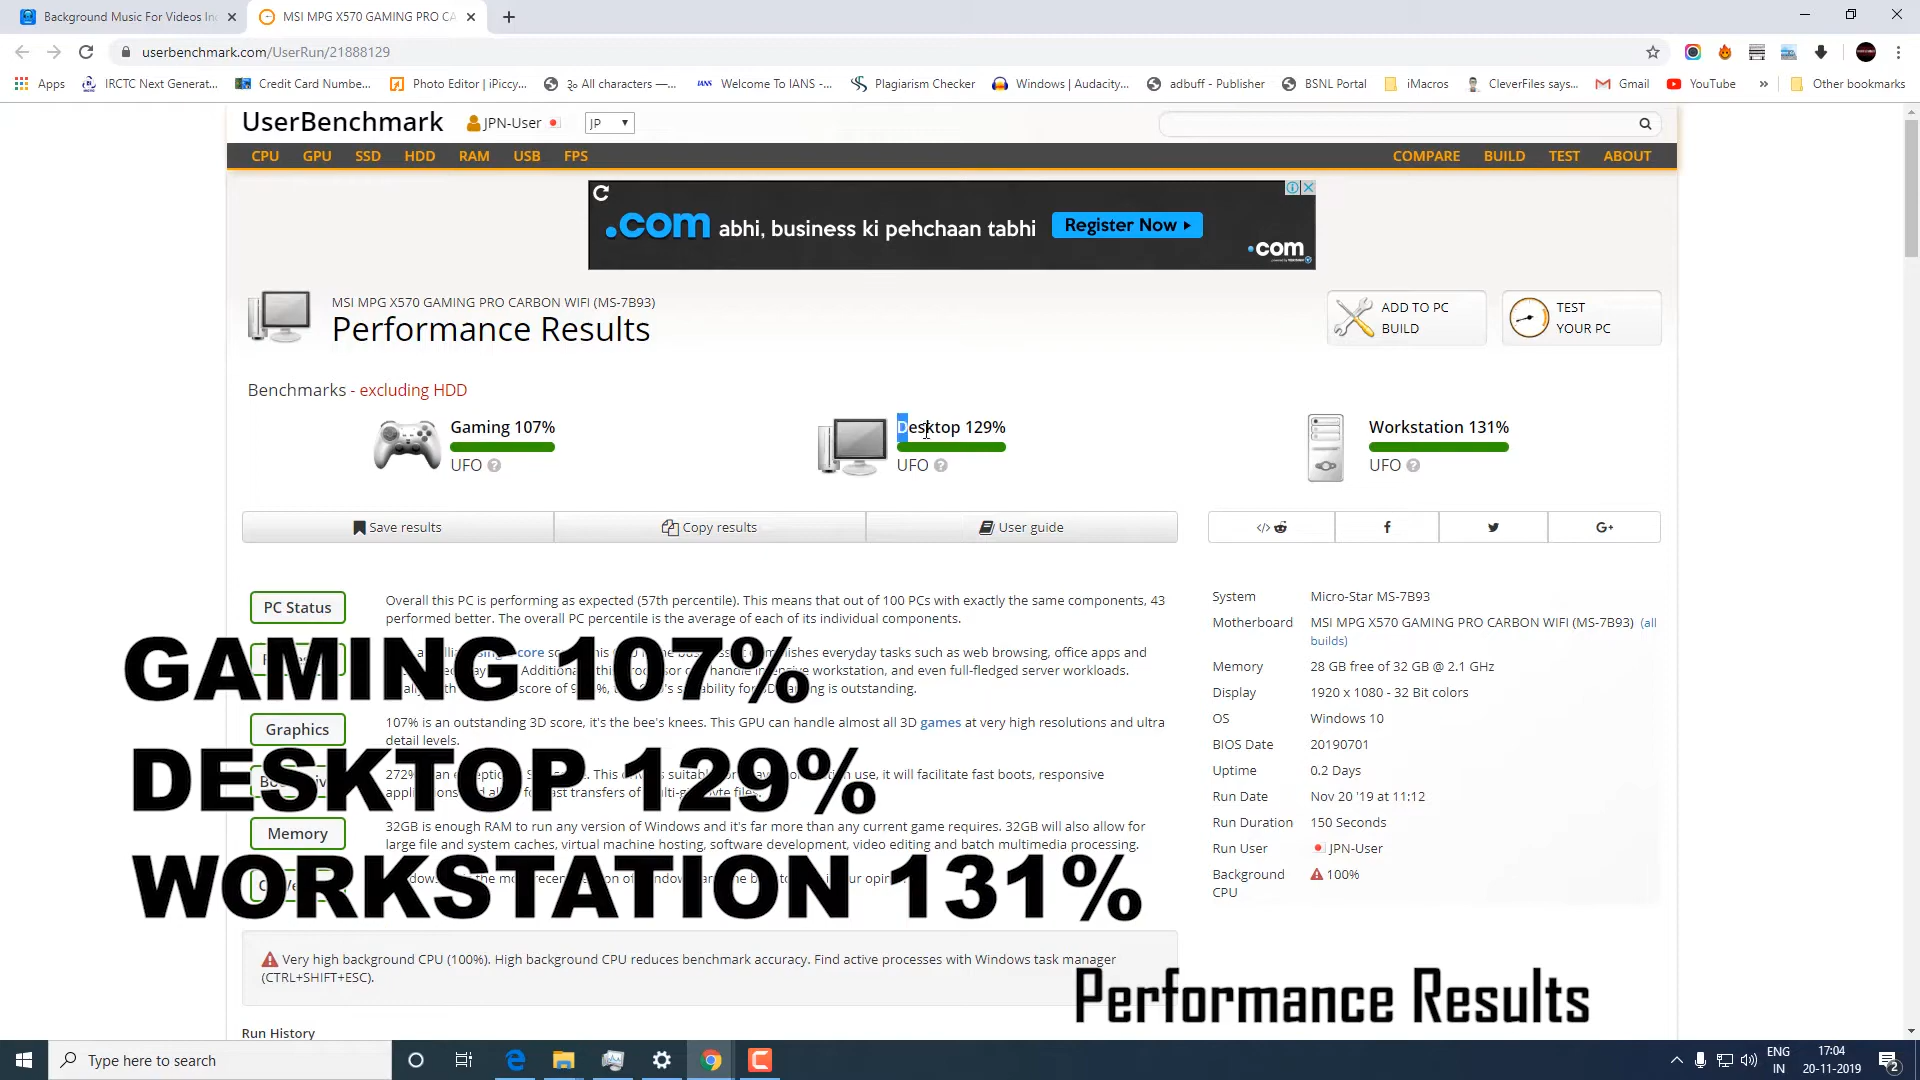 Background Music For Videos In
MSI MPG X570 GAMING PRO CA
userbenchmark.com/UserRun/21888129
Apps
IRCTC Next Generat...
Credit Card Numbe...
Photo Editor | iPiccy...
All characters —...
IANS
Welcome To IANS -...
Plagiarism Checker
Windows | Audacity...
adbuff - Publisher
BSNL Portal
iMacros
CleverFiles says...
Gmail
YouTube
»
Other bookmarks
UserBenchmark
JPN-User
JP
CPU GPU SSD HDD RAM USB FPS
COMPARE BUILD TEST ABOUT
.com abhi, business ki pehchaan tabhi
Register Now
.com
MSI MPG X570 GAMING PRO CARBON WIFI (MS-7B93)
Performance Results
ADD TO PC
BUILD
TEST
YOUR PC
Benchmarks - excluding HDD
Gaming 107%
UFO
Desktop 129%
UFO
Workstation 131%
UFO
Save results
Copy results
User guide
</>
G+
PC Status
Overall this PC is performing as expected (57th percentile). This means that out of 100 PCs with exactly the same components, 43
performed better. The overall PC percentile is the average of each of its individual components.
Graphics
107% is an outstanding 3D score, it's the bee's knees. This GPU can handle almost all 3D games at very high resolutions and ultra
detail levels.
Memory
32GB is enough RAM to run any version of Windows and it's far more than any current game requires. 32GB will also allow for
large file and system caches, virtual machine hosting, software development, video editing and batch multimedia processing.
GAMING 107%
DESKTOP 129%
WORKSTATION 131%
Very high background CPU (100%). High background CPU reduces benchmark accuracy. Find active processes with Windows task manager
(CTRL+SHIFT+ESC).
Run History
System Micro-Star MS-7B93
Motherboard MSI MPG X570 GAMING PRO CARBON WIFI (MS-7B93) (all
builds)
Memory 28 GB free of 32 GB @ 2.1 GHz
Display 1920 x 1080 - 32 Bit colors
OS Windows 10
BIOS Date 20190701
Uptime 0.2 Days
Run Date Nov 20 '19 at 11:12
Run Duration 150 Seconds
Run User JPN-User
Background 100%
CPU
Performance Results
Type here to search
ENG
IN
17:04
20-11-2019
2